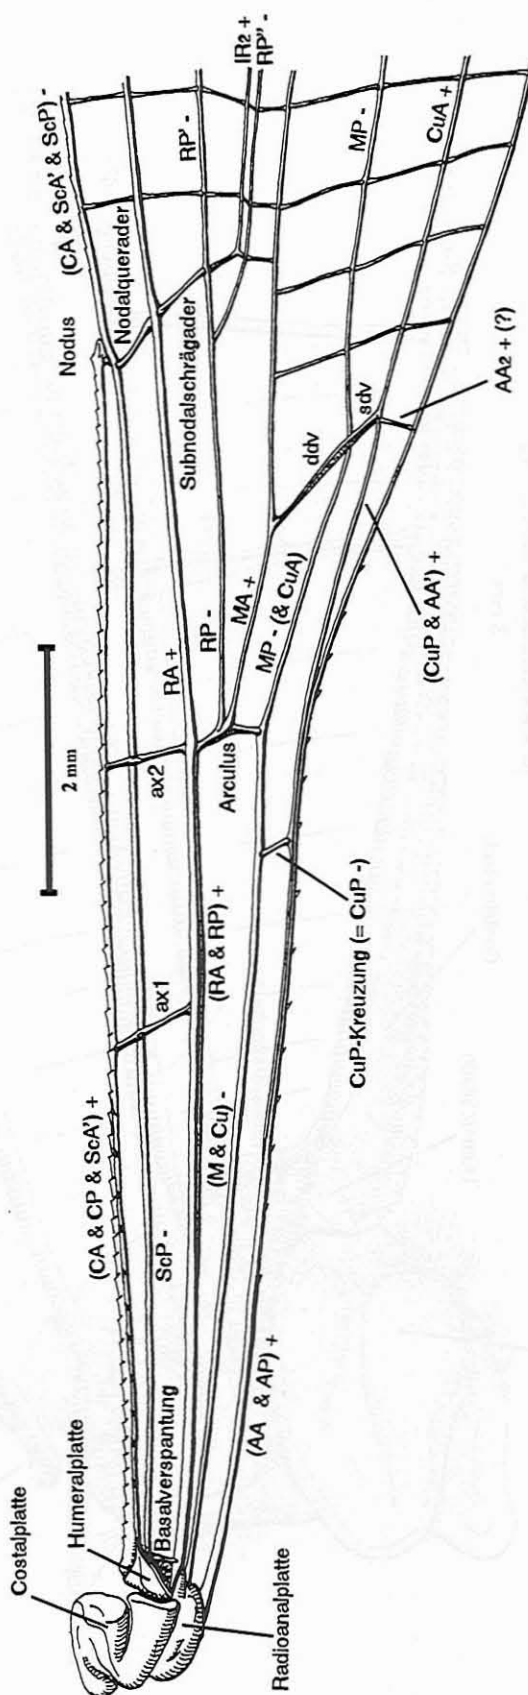 Costalplatte
Humeralplatte
Basalverspantung
Radioanalplatte
(CA & CP & ScA') +
ScP -
(AA & AP) +
(M & Cu) -
(RA & RP) +
ax1
ax2
2 mm
CuP-Kreuzung (= CuP -)
Arculus
RA +
RP -
MA +
MP - (& CuA)
(CuP & AA') +
ddv
sdv
AA2 + (?)
Nodus
Nodalquerader
Subnodalschrägader
(CA & ScA' & ScP) -
RP' -
IR2 +
RP'' -
MP -
CuA +